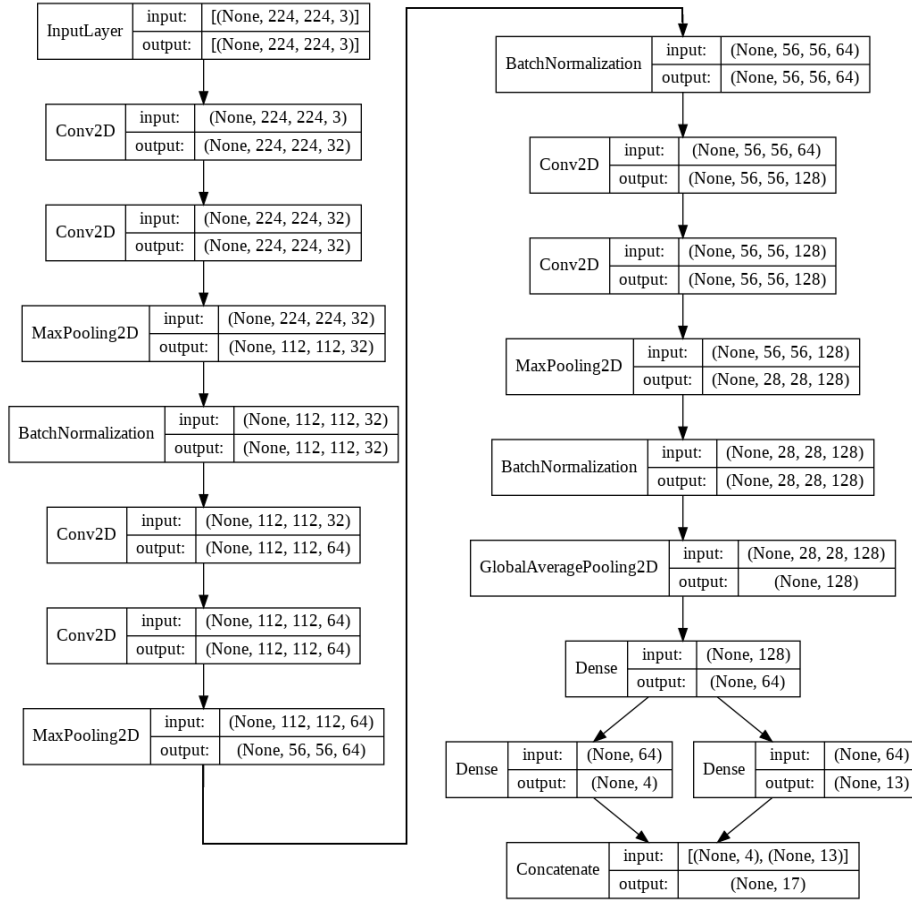 InputLayer input: [(None, 224, 224, 3)]
output: [(None, 224, 224, 3)]
Conv2D input: (None, 224, 224, 3)
output: (None, 224, 224, 32)
Conv2D input: (None, 224, 224, 32)
output: (None, 224, 224, 32)
MaxPooling2D input: (None, 224, 224, 32)
output: (None, 112, 112, 32)
BatchNormalization input: (None, 112, 112, 32)
output: (None, 112, 112, 32)
Conv2D input: (None, 112, 112, 32)
output: (None, 112, 112, 64)
Conv2D input: (None, 112, 112, 64)
output: (None, 112, 112, 64)
MaxPooling2D input: (None, 112, 112, 64)
output: (None, 56, 56, 64)
BatchNormalization input: (None, 56, 56, 64)
output: (None, 56, 56, 64)
Conv2D input: (None, 56, 56, 64)
output: (None, 56, 56, 128)
Conv2D input: (None, 56, 56, 128)
output: (None, 56, 56, 128)
MaxPooling2D input: (None, 56, 56, 128)
output: (None, 28, 28, 128)
BatchNormalization input: (None, 28, 28, 128)
output: (None, 28, 28, 128)
GlobalAveragePooling2D input: (None, 28, 28, 128)
output: (None, 128)
Dense input: (None, 128)
output: (None, 64)
Dense input: (None, 64)
output: (None, 4)
Dense input: (None, 64)
output: (None, 13)
Concatenate input: [(None, 4), (None, 13)]
output: (None, 17)